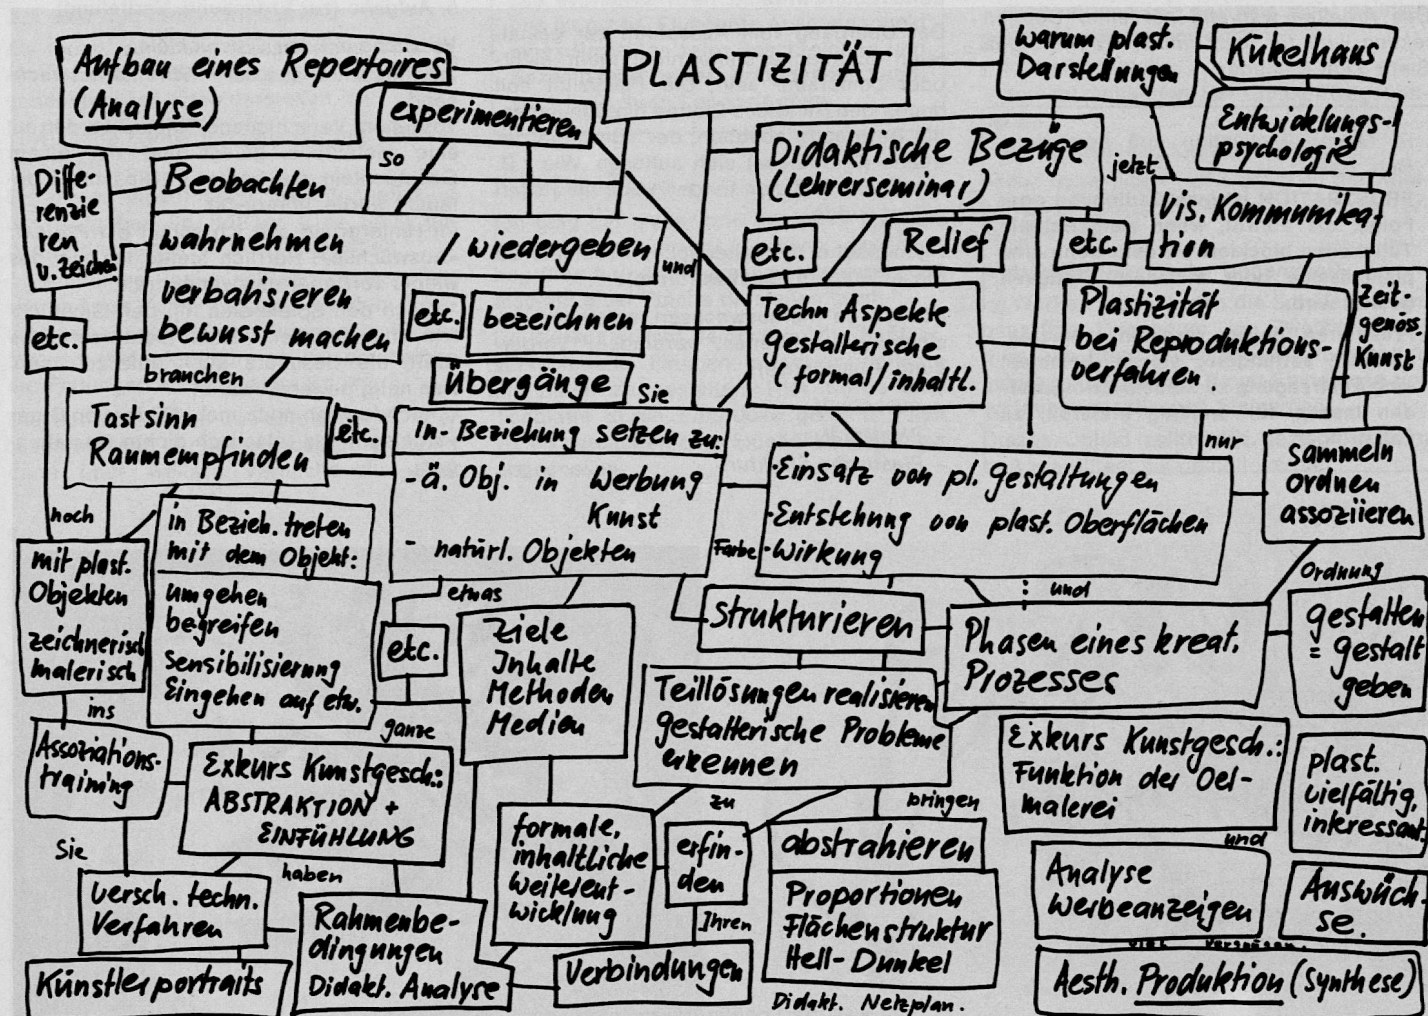 Aufbau eines Repertoires
(Analyse)
PLASTIZITÄT
warum plast.
Darstellungen
Kükelhaus
Entwicklungs-
psychologie
experimentieren
so
Diffe-
renzie
ren
u. zeichn.
Beobachten
wahrnehmen / wiedergeben
und
verbalisieren
bewusst machen
etc.
bezeichnen
etc.
brauchen
Didaktische Bezüge
(Lehrerseminar)
jetzt
etc.
Relief
etc.
Vis. Kommunika-
tion
Techn Aspekte
gestalterische
(formal/inhaltl.
Plastizität
bei Reproduktions-
verfahren
Zeit-
genöss.
Kunst
Übergänge
Sie
Tastsinn
Raumempfinden
etc.
in-Beziehung setzen zu:
- ä. Obj. in Werbung
Kunst
- natürl. Objekten
Farbe
nur
-Einsatz von pl. Gestaltungen
-Entstehung von plast. Oberflächen
-Wirkung
sammeln
ordnen
assoziieren
noch
mit plast.
Objekten
zeichnerisch
malerisch
in Bezieh. treten
mit dem Objekt:
umgehen
begreifen
Sensibilisierung
Eingehen auf etw.
etwas
etc.
Ziele
Inhalte
Methoden
Medien
strukturieren
und
Phasen eines kreat.
Prozesses
Ordnung
gestalten
= Gestalt
geben
Teillösungen realisieren
gestalterische Probleme
erkennen
ins
Assoziations-
training
ganze
Exkurs Kunstgesch.:
ABSTRAKTION +
EINFÜHLUNG
Exkurs Kunstgesch.:
Funktion der Oel-
malerei
und
plast.
vielfältig.
interessant.
zu
bringen
formale,
inhaltliche
Weiterent-
wicklung
erfin-
den
abstrahieren
Proportionen
Flächenstruktur
Hell-Dunkel
Analyse
Werbeanzeigen
Auswüch-
se.
Sie
haben
versch. techn.
Verfahren
Rahmenbe-
dingungen
Didakt. Analyse
Ihren
Verbindungen
Künstlerportraits
viel Vergnügen.
Aesth. Produktion (Synthese)
Didakt. Netzplan.